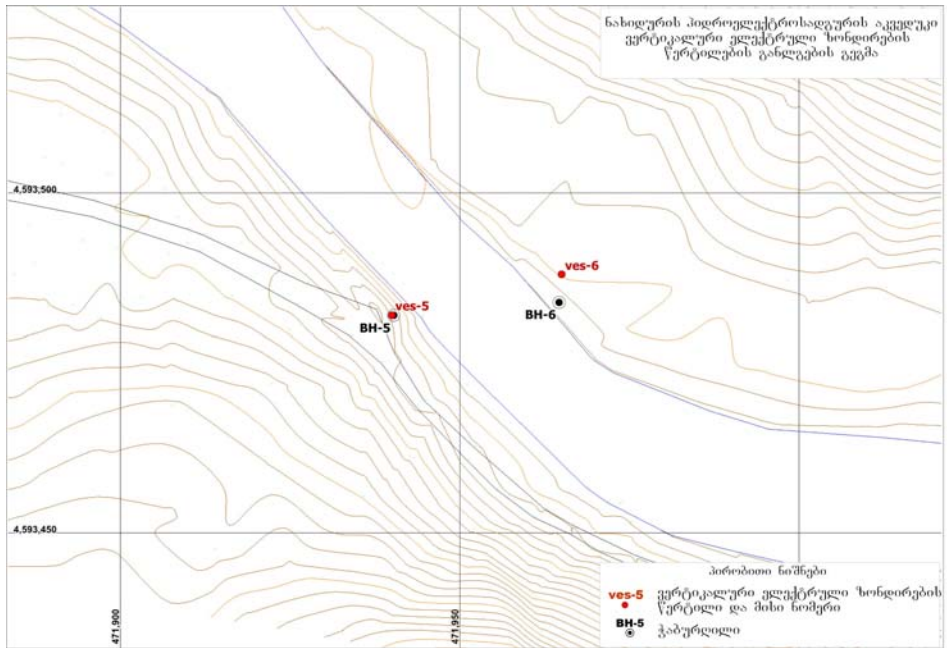 ნახიდურის ჰიდროელექტროსადგურის აკვედუკი
ვერტიკალური ელექტრული ზონდირების
წერტილების განლგების გეგმა
4,593,500
ves-6
ves-5
BH-6
BH-5
4,593,450
471,900
471,950
პირობითი ნიშნები
ves-5 ვერტიკალური ელექტრული ზონდირების
წერტილი და მისი ნომერი
BH-5 ჭაბურღილი